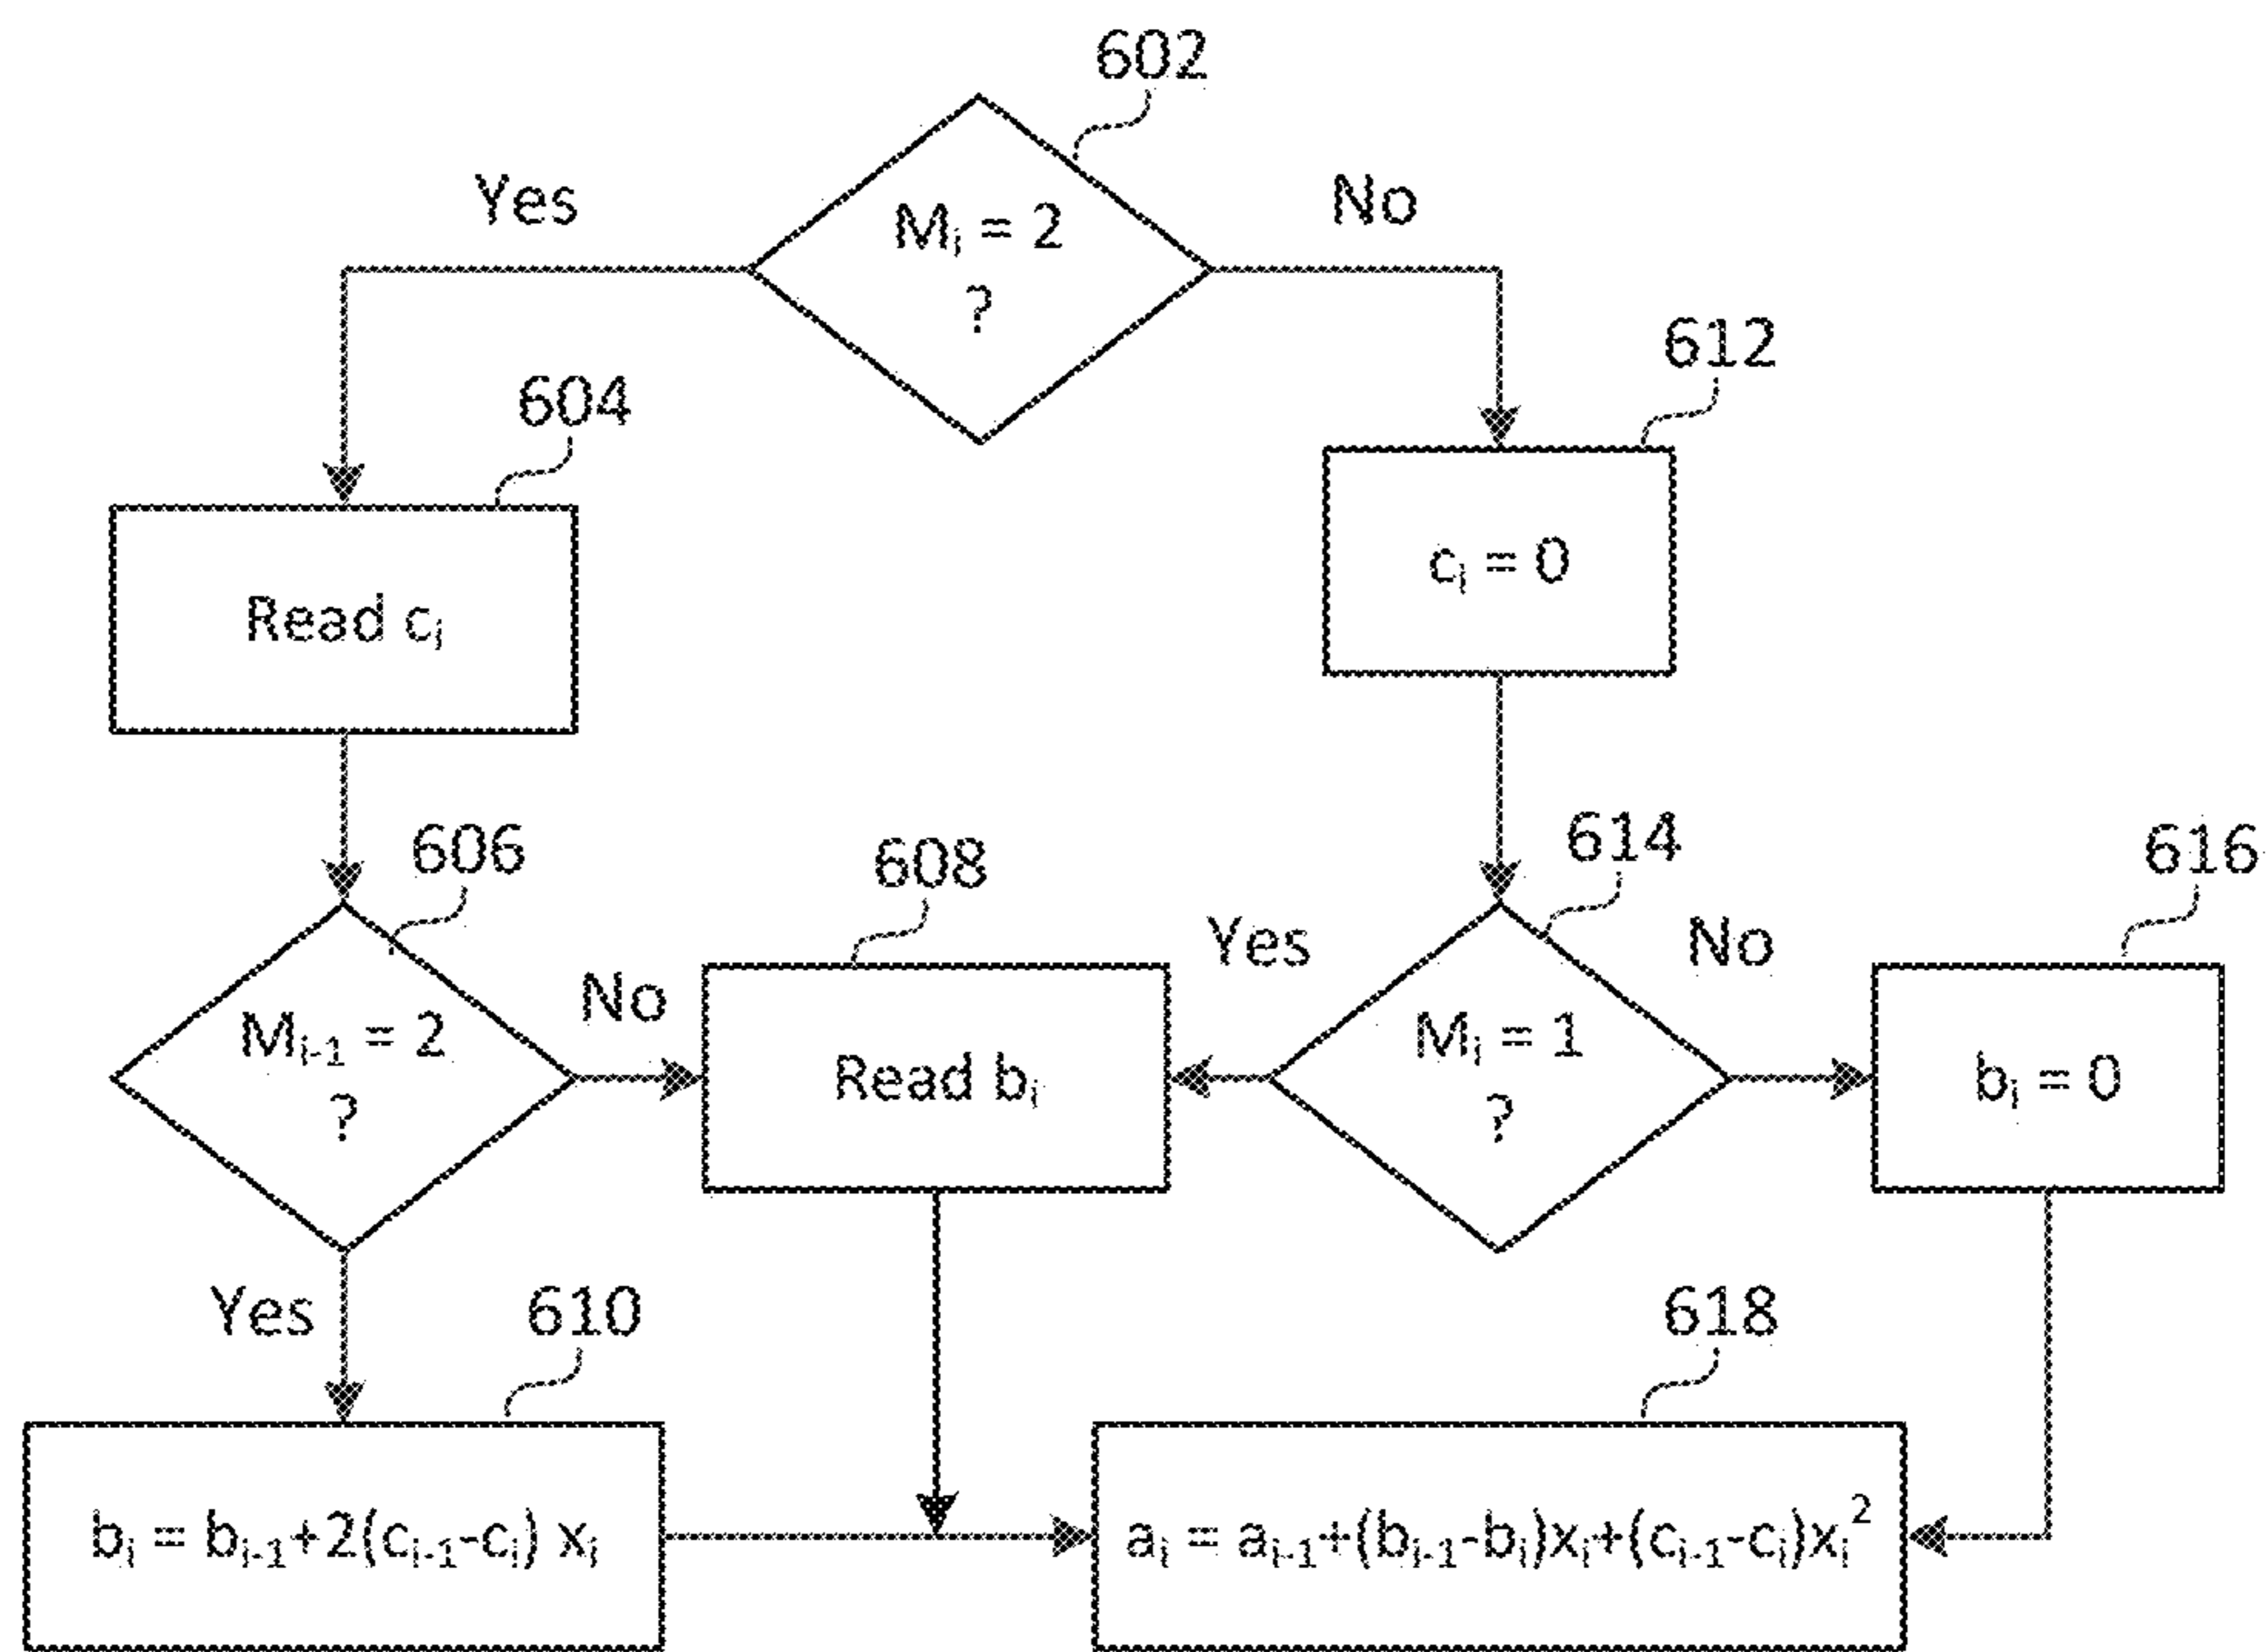 602
Yes
No
Mᵢ = 2
?
612
604
cᵢ = 0
Read cᵢ
606
608
614
616
Yes
No
No
Mᵢ₋₁ = 2
?
Read bᵢ
Mᵢ = 1
?
bᵢ = 0
Yes
610
618
bᵢ = bᵢ₋₁+2(cᵢ₋₁-cᵢ) xᵢ
aᵢ = aᵢ₋₁+(bᵢ₋₁-bᵢ)xᵢ+(cᵢ₋₁-cᵢ)xᵢ²